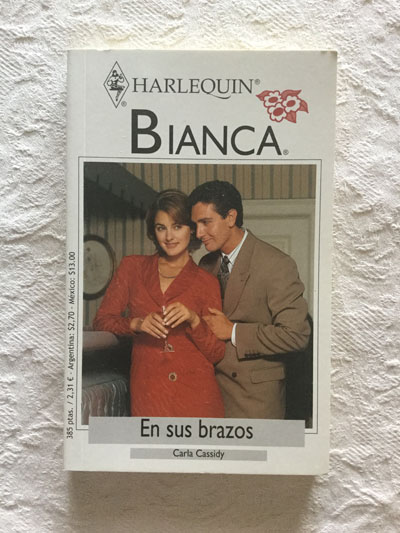 HARLEQUIN®
BIANCA®
385 ptas. / 2,31 € · Argentina: $2,70 · México: $13.00
En sus brazos
Carla Cassidy